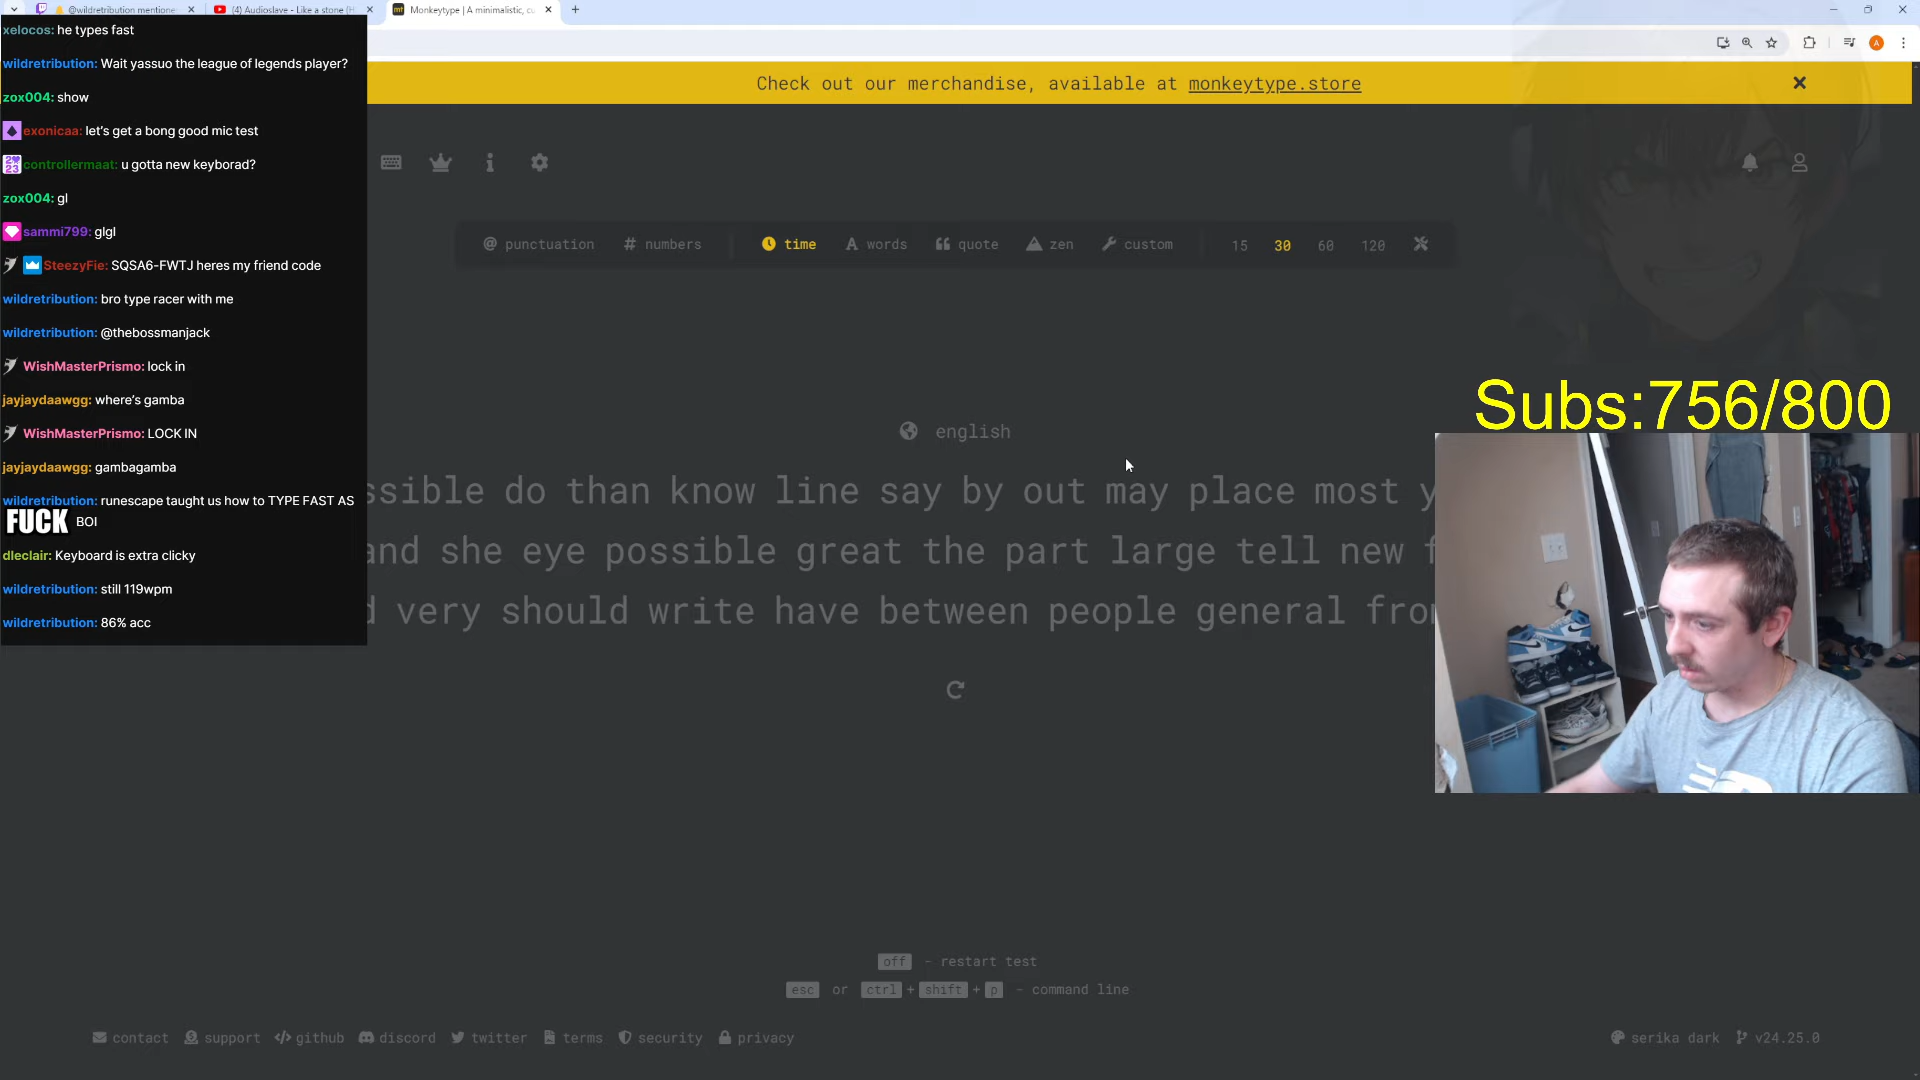 @wildretribution mentione
(4) Audioslave - Like a stone (H
Monkeytype | A minimalistic, cu
xelocos: he types fast
wildretribution: Wait yassuo the league of legends player?
zox004: show
exonicaa: let's get a bong good mic test
controllermaat: u gotta new keyborad?
zox004: gl
sammi799: glgl
SteezyFie: SQSA6-FWTJ heres my friend code
wildretribution: bro type racer with me
wildretribution: @thebossmanjack
WishMasterPrismo: lock in
jayjaydaawgg: where's gamba
WishMasterPrismo: LOCK IN
jayjaydaawgg: gambagamba
wildretribution: runescape taught us how to TYPE FAST AS
FUCK BOI
dleclair: Keyboard is extra clicky
wildretribution: still 119wpm
wildretribution: 86% acc
Check out our merchandise, available at monkeytype.store
@ punctuation # numbers time A words quote zen custom 15 30 60 120
Subs:756/800
english
ssible do than know line say by out may place most y
and she eye possible great the part large tell new f
d very should write have between people general from
off - restart test
esc or ctrl + shift + p - command line
contact support github discord twitter terms security privacy
serika dark v24.25.0